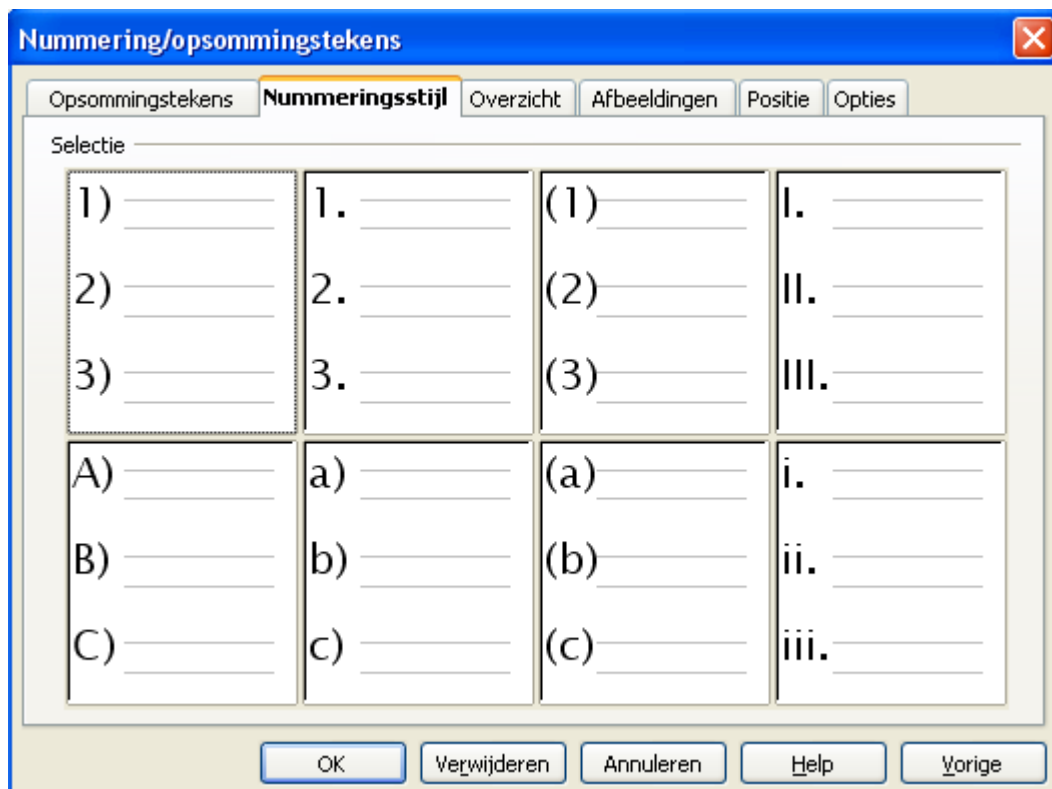 Nummering/opsommingstekens
Opsommingstekens Nummeringsstijl Overzicht Afbeeldingen Positie Opties
Selectie
1) 1. (1) I.
2) 2. (2) II.
3) 3. (3) III.
A) a) (a) i.
B) b) (b) ii.
C) c) (c) iii.
OK Verwijderen Annuleren Help Vorige